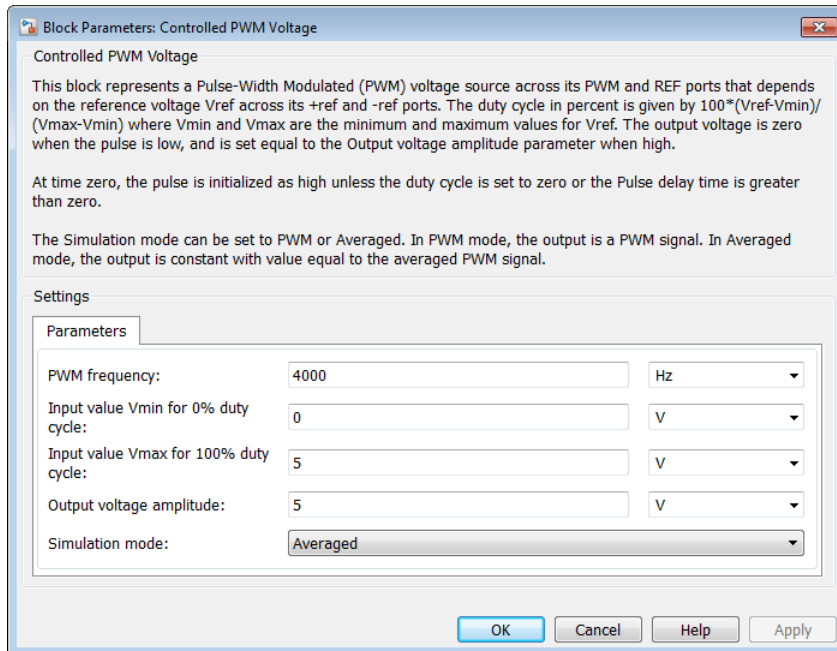 Block Parameters: Controlled PWM Voltage
Controlled PWM Voltage
This block represents a Pulse-Width Modulated (PWM) voltage source across its PWM and REF ports that depends
on the reference voltage Vref across its +ref and -ref ports. The duty cycle in percent is given by 100*(Vref-Vmin)/
(Vmax-Vmin) where Vmin and Vmax are the minimum and maximum values for Vref. The output voltage is zero
when the pulse is low, and is set equal to the Output voltage amplitude parameter when high.
At time zero, the pulse is initialized as high unless the duty cycle is set to zero or the Pulse delay time is greater
than zero.
The Simulation mode can be set to PWM or Averaged. In PWM mode, the output is a PWM signal. In Averaged
mode, the output is constant with value equal to the averaged PWM signal.
Settings
Parameters
PWM frequency: 4000 Hz
Input value Vmin for 0% duty
cycle: 0 V
Input value Vmax for 100% duty
cycle: 5 V
Output voltage amplitude: 5 V
Simulation mode: Averaged
OK Cancel Help Apply